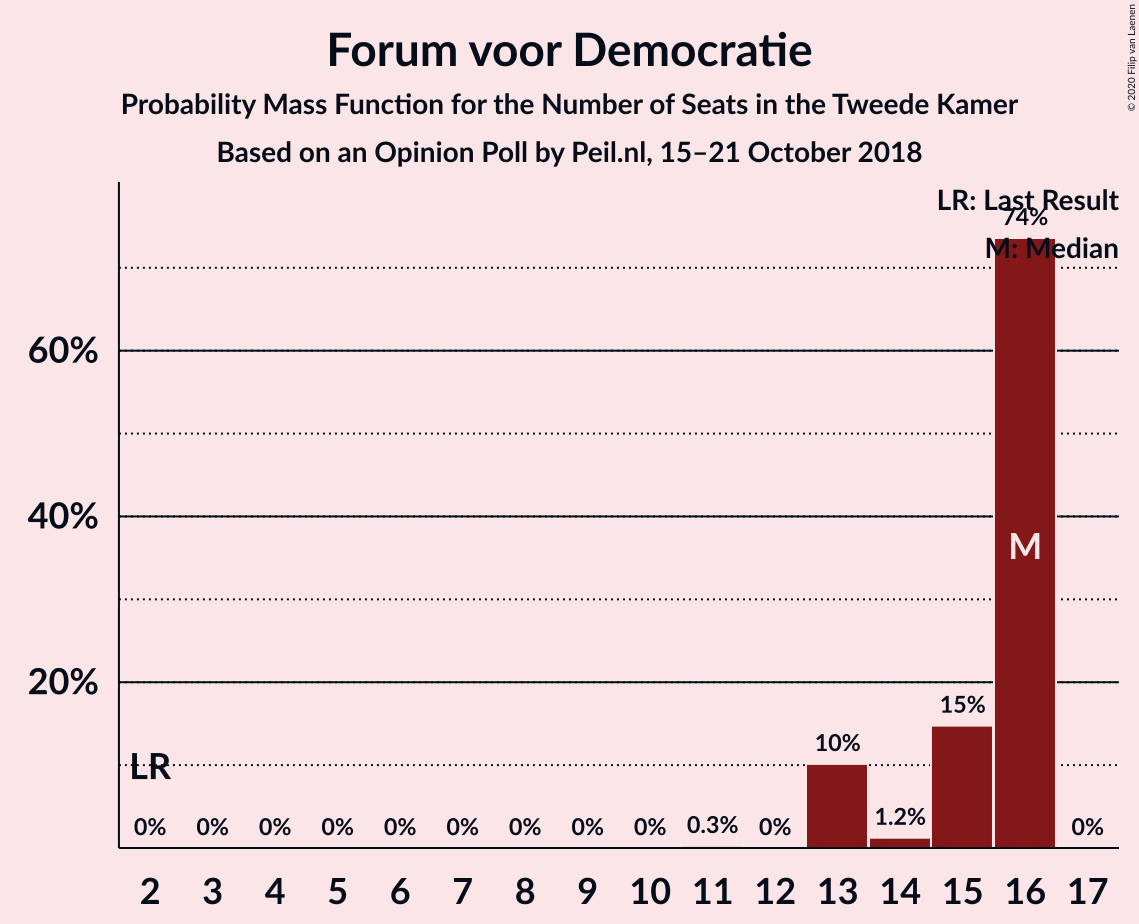 Forum voor Democratie
Probability Mass Function for the Number of Seats in the Tweede Kamer
Based on an Opinion Poll by Peil.nl, 15–21 October 2018
© 2020 Filip van Laenen
LR: Last Result
74%
M: Median
60%
40%
M
20%
15%
10%
LR
1.2%
0% 0% 0% 0% 0% 0% 0% 0% 0% 0.3% 0% 0%
2 3 4 5 6 7 8 9 10 11 12 13 14 15 16 17